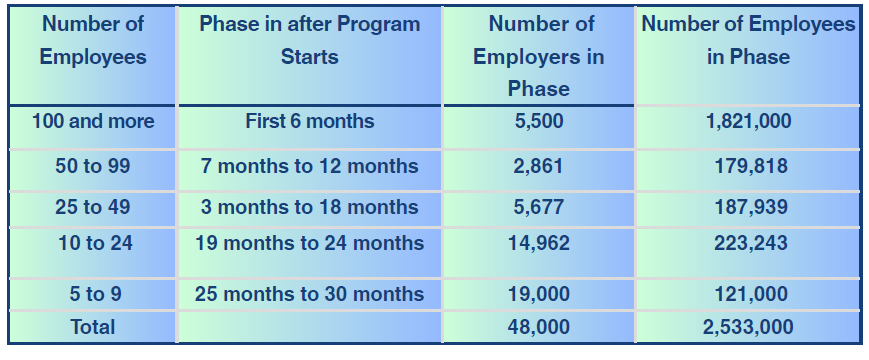 Number of Employees | Phase in after Program Starts | Number of Employers in Phase | Number of Employees in Phase
100 and more | First 6 months | 5,500 | 1,821,000
50 to 99 | 7 months to 12 months | 2,861 | 179,818
25 to 49 | 3 months to 18 months | 5,677 | 187,939
10 to 24 | 19 months to 24 months | 14,962 | 223,243
5 to 9 | 25 months to 30 months | 19,000 | 121,000
Total | | 48,000 | 2,533,000